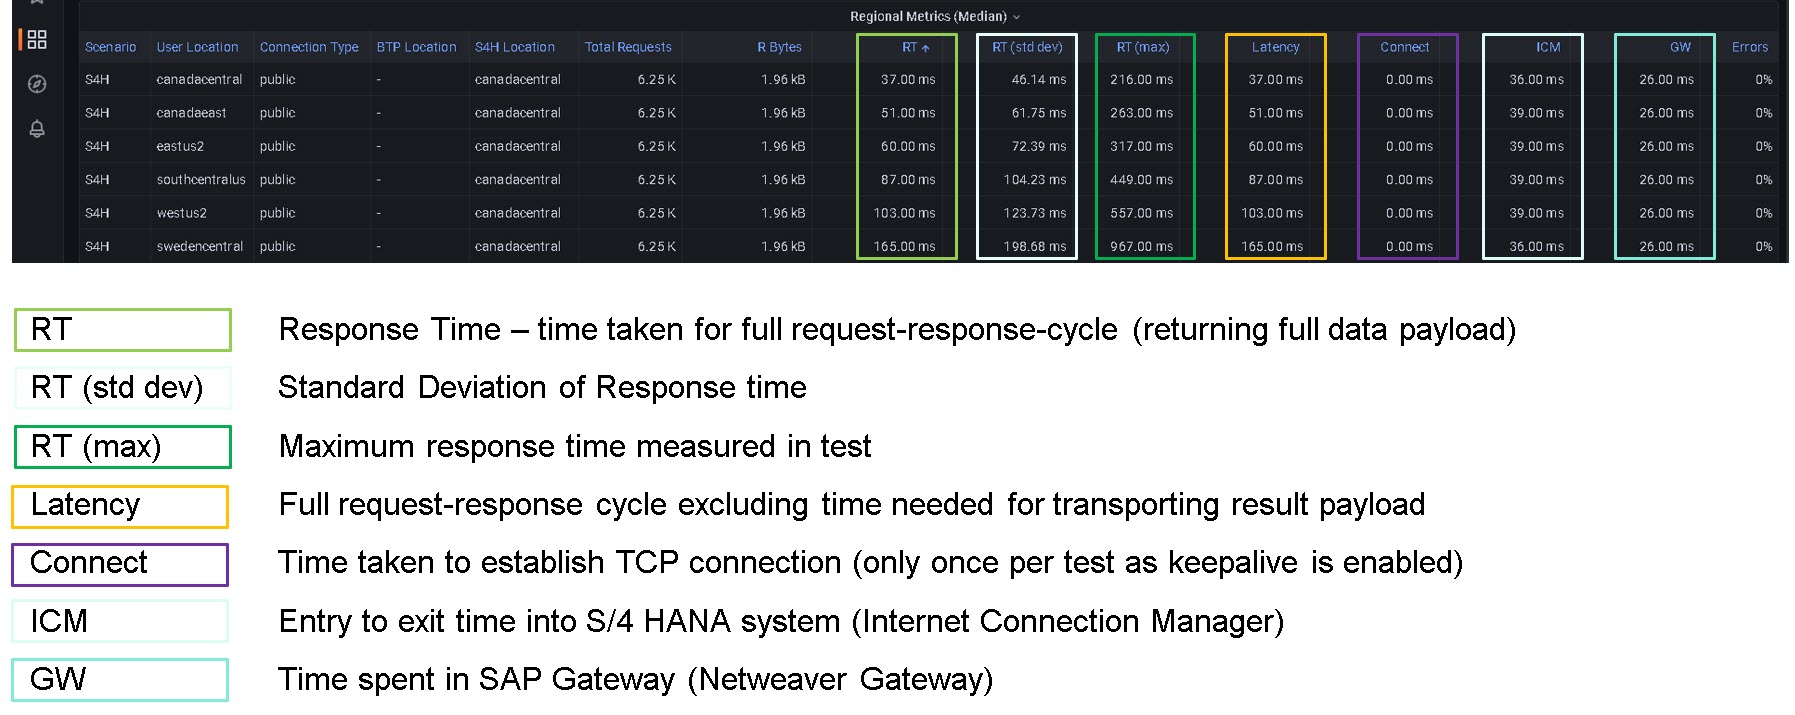 Regional Metrics (Median)
Scenario User Location Connection Type BTP Location S4H Location Total Requests R Bytes RT ↑ RT (std dev) RT (max) Latency Connect ICM GW Errors
S4H canadacentral public - canadacentral 6.25 K 1.96 kB 37.00 ms 46.14 ms 216.00 ms 37.00 ms 0.00 ms 36.00 ms 26.00 ms 0%
S4H canadaeast public - canadacentral 6.25 K 1.96 kB 51.00 ms 61.75 ms 263.00 ms 51.00 ms 0.00 ms 39.00 ms 26.00 ms 0%
S4H eastus2 public - canadacentral 6.25 K 1.96 kB 60.00 ms 72.39 ms 317.00 ms 60.00 ms 0.00 ms 39.00 ms 26.00 ms 0%
S4H southcentralus public - canadacentral 6.25 K 1.96 kB 87.00 ms 104.23 ms 449.00 ms 87.00 ms 0.00 ms 39.00 ms 26.00 ms 0%
S4H westus2 public - canadacentral 6.25 K 1.96 kB 103.00 ms 123.73 ms 557.00 ms 103.00 ms 0.00 ms 39.00 ms 26.00 ms 0%
S4H swedencentral public - canadacentral 6.25 K 1.96 kB 165.00 ms 198.68 ms 967.00 ms 165.00 ms 0.00 ms 36.00 ms 26.00 ms 0%
RT Response Time – time taken for full request-response-cycle (returning full data payload)
RT (std dev) Standard Deviation of Response time
RT (max) Maximum response time measured in test
Latency Full request-response cycle excluding time needed for transporting result payload
Connect Time taken to establish TCP connection (only once per test as keepalive is enabled)
ICM Entry to exit time into S/4 HANA system (Internet Connection Manager)
GW Time spent in SAP Gateway (Netweaver Gateway)